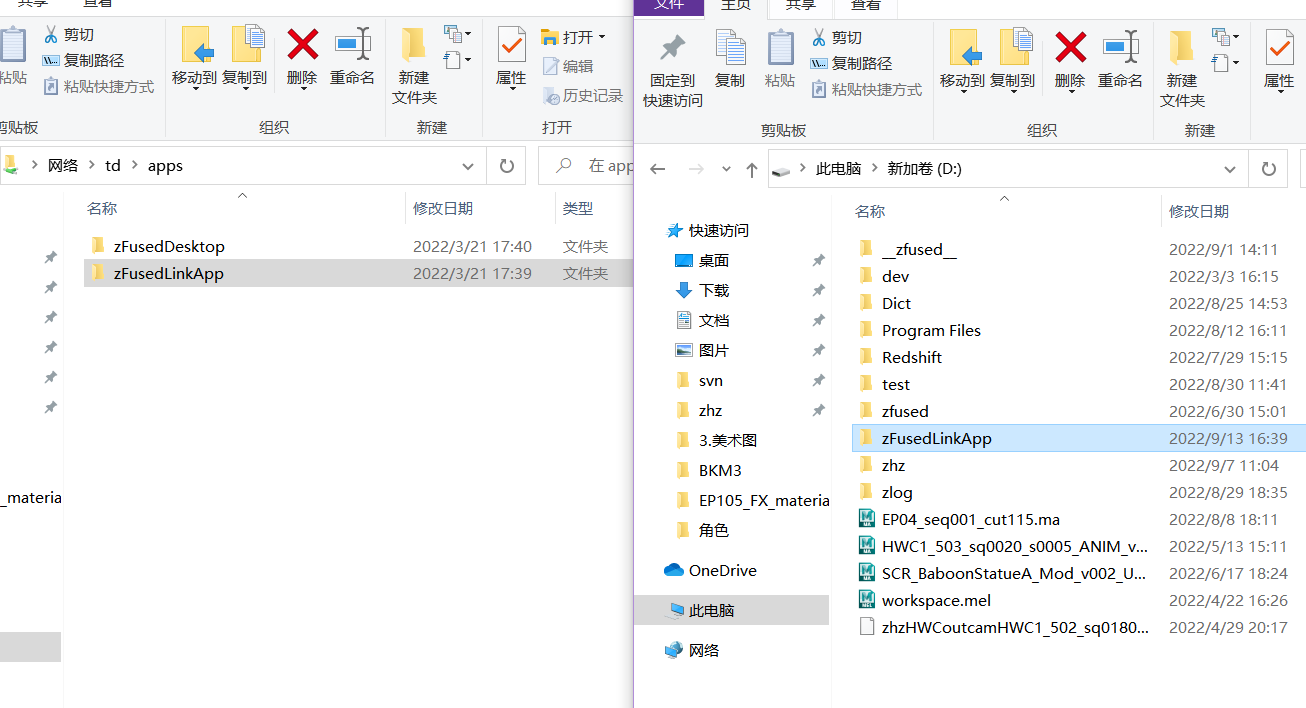 共享 查看
粘贴
剪切
复制路径
粘贴快捷方式
移动到 复制到
删除 重命名
新建
文件夹
属性
打开
编辑
历史记录
剪贴板 组织 新建 打开
网络 td apps
在 app
名称 修改日期 类型
zFusedDesktop 2022/3/21 17:40 文件夹
zFusedLinkApp 2022/3/21 17:39 文件夹
_materia
文件 主页 共享 查看
固定到
快速访问
复制 粘贴
剪切
W... 复制路径
粘贴快捷方式
移动到 复制到
删除 重命名
新建
文件夹
属性
剪贴板 组织 新建
此电脑 新加卷 (D:)
快速访问
桌面
下载
文档
图片
svn
zhz
3.美术图
BKM3
EP105_FX_materia
角色
OneDrive
此电脑
网络
名称 修改日期
__zfused__ 2022/9/1 14:11
dev 2022/3/3 16:15
Dict 2022/8/25 14:53
Program Files 2022/8/12 16:11
Redshift 2022/7/29 15:15
test 2022/8/30 11:41
zfused 2022/6/30 15:01
zFusedLinkApp 2022/9/13 16:39
zhz 2022/9/7 11:04
zlog 2022/8/29 18:35
EP04_seq001_cut115.ma 2022/8/8 18:11
HWC1_503_sq0020_s0005_ANIM_v... 2022/5/13 15:11
SCR_BaboonStatueA_Mod_v002_U... 2022/6/17 18:24
workspace.mel 2022/4/22 16:26
zhzHWCoutcamHWC1_502_sq0180... 2022/4/29 20:17